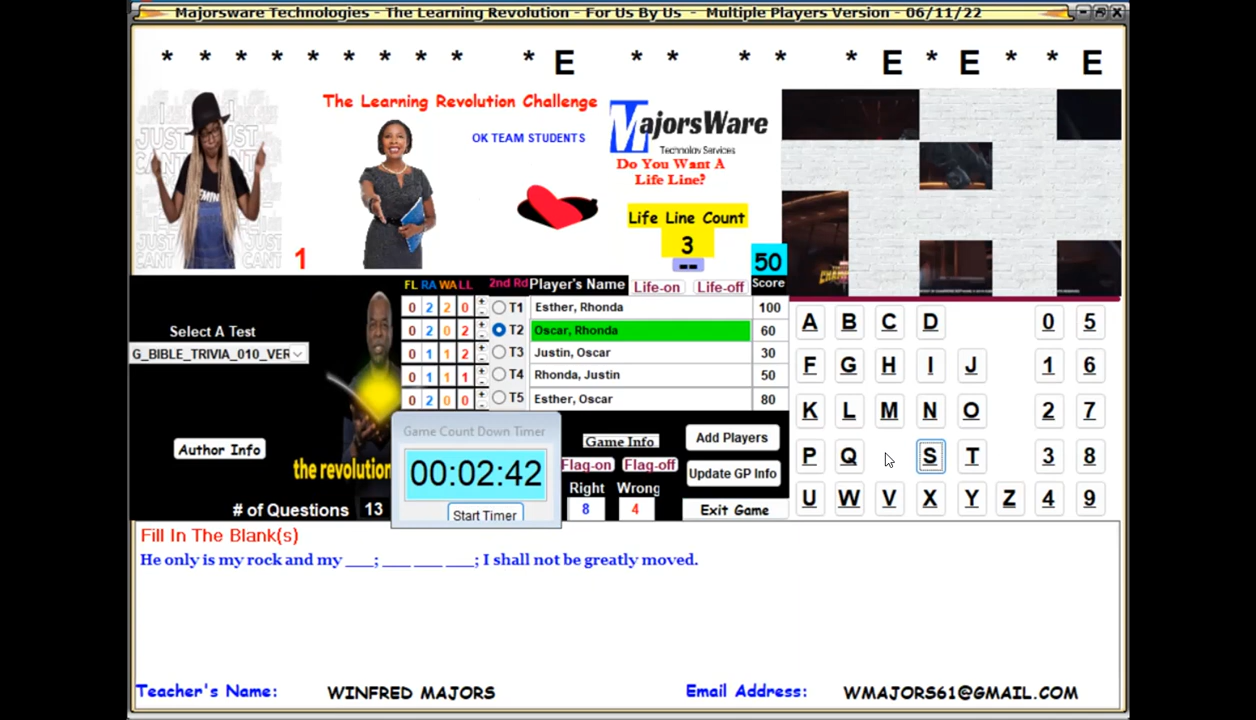 Majorsware Technologies - The Learning Revolution - For Us By Us - Multiple Players Version - 06/11/22
* * * * * * * * * * E * * * * * E * E * * E
The Learning Revolution Challenge
OK TEAM STUDENTS
MajorsWare
Technology Services
Do You Want A
Life Line?
Life Line Count
3
--
50
1
JUST
CANT
FL RA WA LL 2nd Rd Player's Name Life-on Life-off Score
0 2 2 0 + - T1 Esther, Rhonda 100
0 2 0 2 + - T2 Oscar, Rhonda 60
0 1 1 2 + - T3 Justin, Oscar 30
0 1 1 1 + - T4 Rhonda, Justin 50
0 2 0 0 + - T5 Esther, Oscar 80
Select A Test
G_BIBLE_TRIVIA_010_VER
Author Info
the revolution
# of Questions 13
Game Count Down Timer
00:02:42
Start Timer
Game Info
Flag-on Flag-off
Right Wrong
8 4
Add Players
Update GP Info
Exit Game
A B C D 0 5
F G H I J 1 6
K L M N O 2 7
P Q S T 3 8
U W V X Y Z 4 9
Fill In The Blank(s)
He only is my rock and my ___; ___ ___ ___; I shall not be greatly moved.
Teacher's Name: WINFRED MAJORS Email Address: WMAJORS61@GMAIL.COM